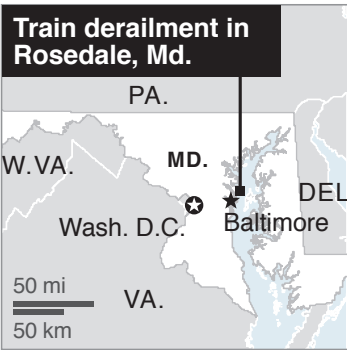 Train derailment in
Rosedale, Md.
PA.
W.VA.
MD.
DEL
Wash. D.C.
Baltimore
50 mi
VA.
50 km